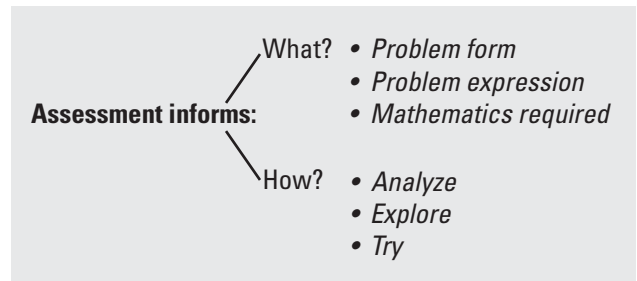 What? • Problem form
• Problem expression
Assessment informs: • Mathematics required
How? • Analyze
• Explore
• Try